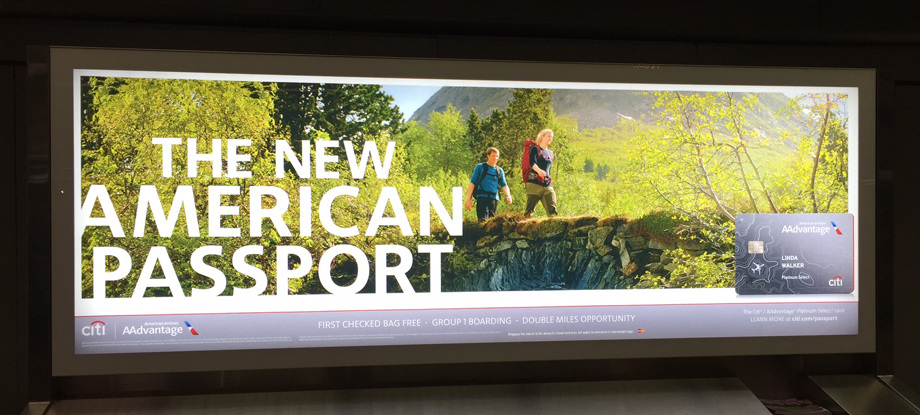 THE NEW
AMERICAN
PASSPORT
American Airlines
AAdvantage
LINDA
WALKER
Platinum Select
citi
citi
American Airlines
AAdvantage
FIRST CHECKED BAG FREE • GROUP 1 BOARDING • DOUBLE MILES OPPORTUNITY
The Citi® / AAdvantage® Platinum Select® card
LEARN MORE at citi.com/passport